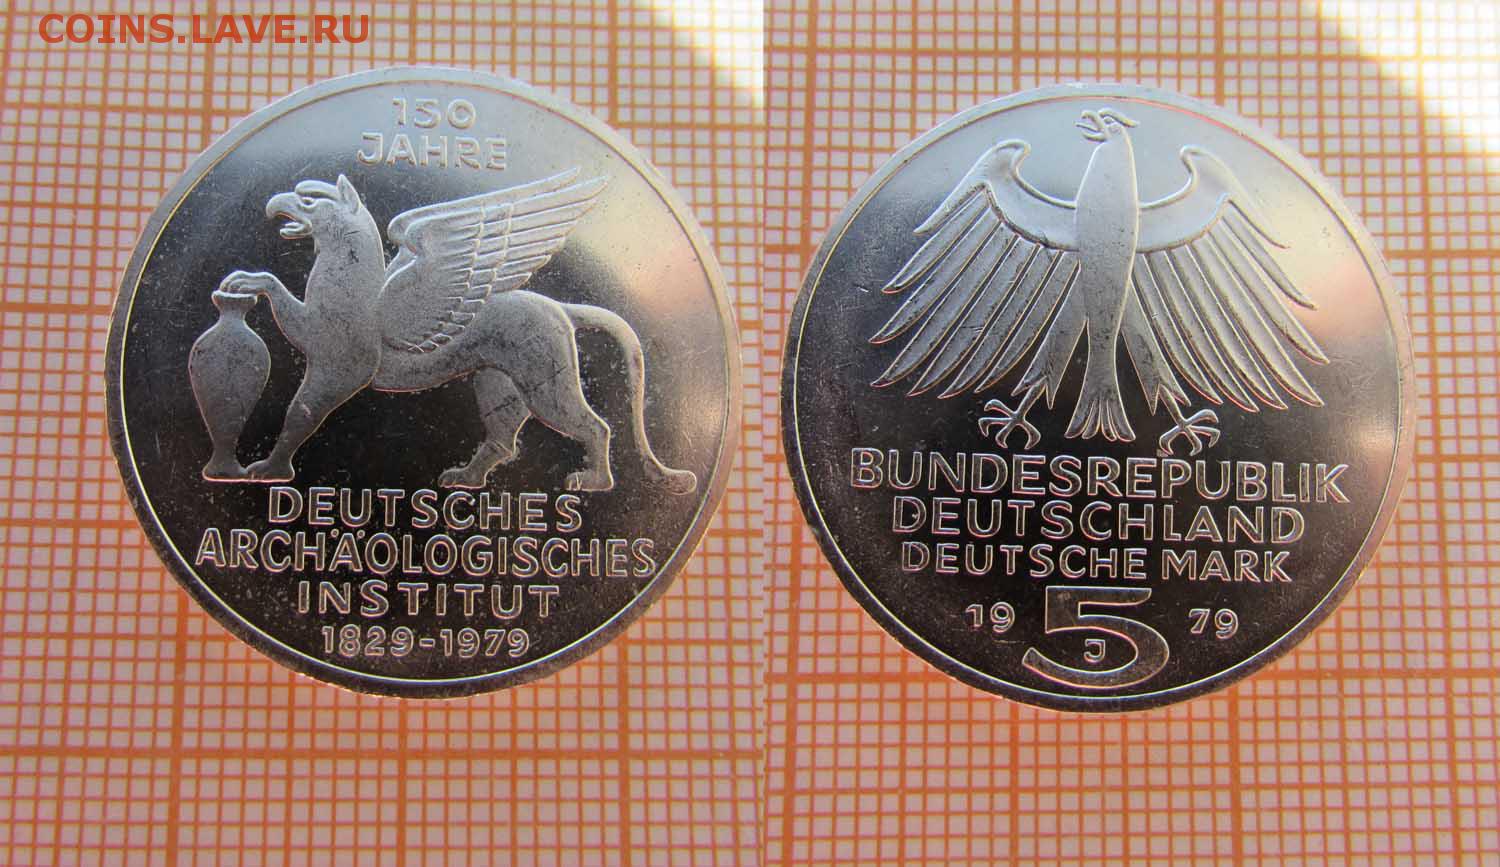 COINS.LAVE.RU
150
JAHRE
DEUTSCHES
ARCHÄOLOGISCHES
INSTITUT
1829-1979
BUNDESREPUBLIK
DEUTSCHLAND
DEUTSCHE MARK
19 5 79
J